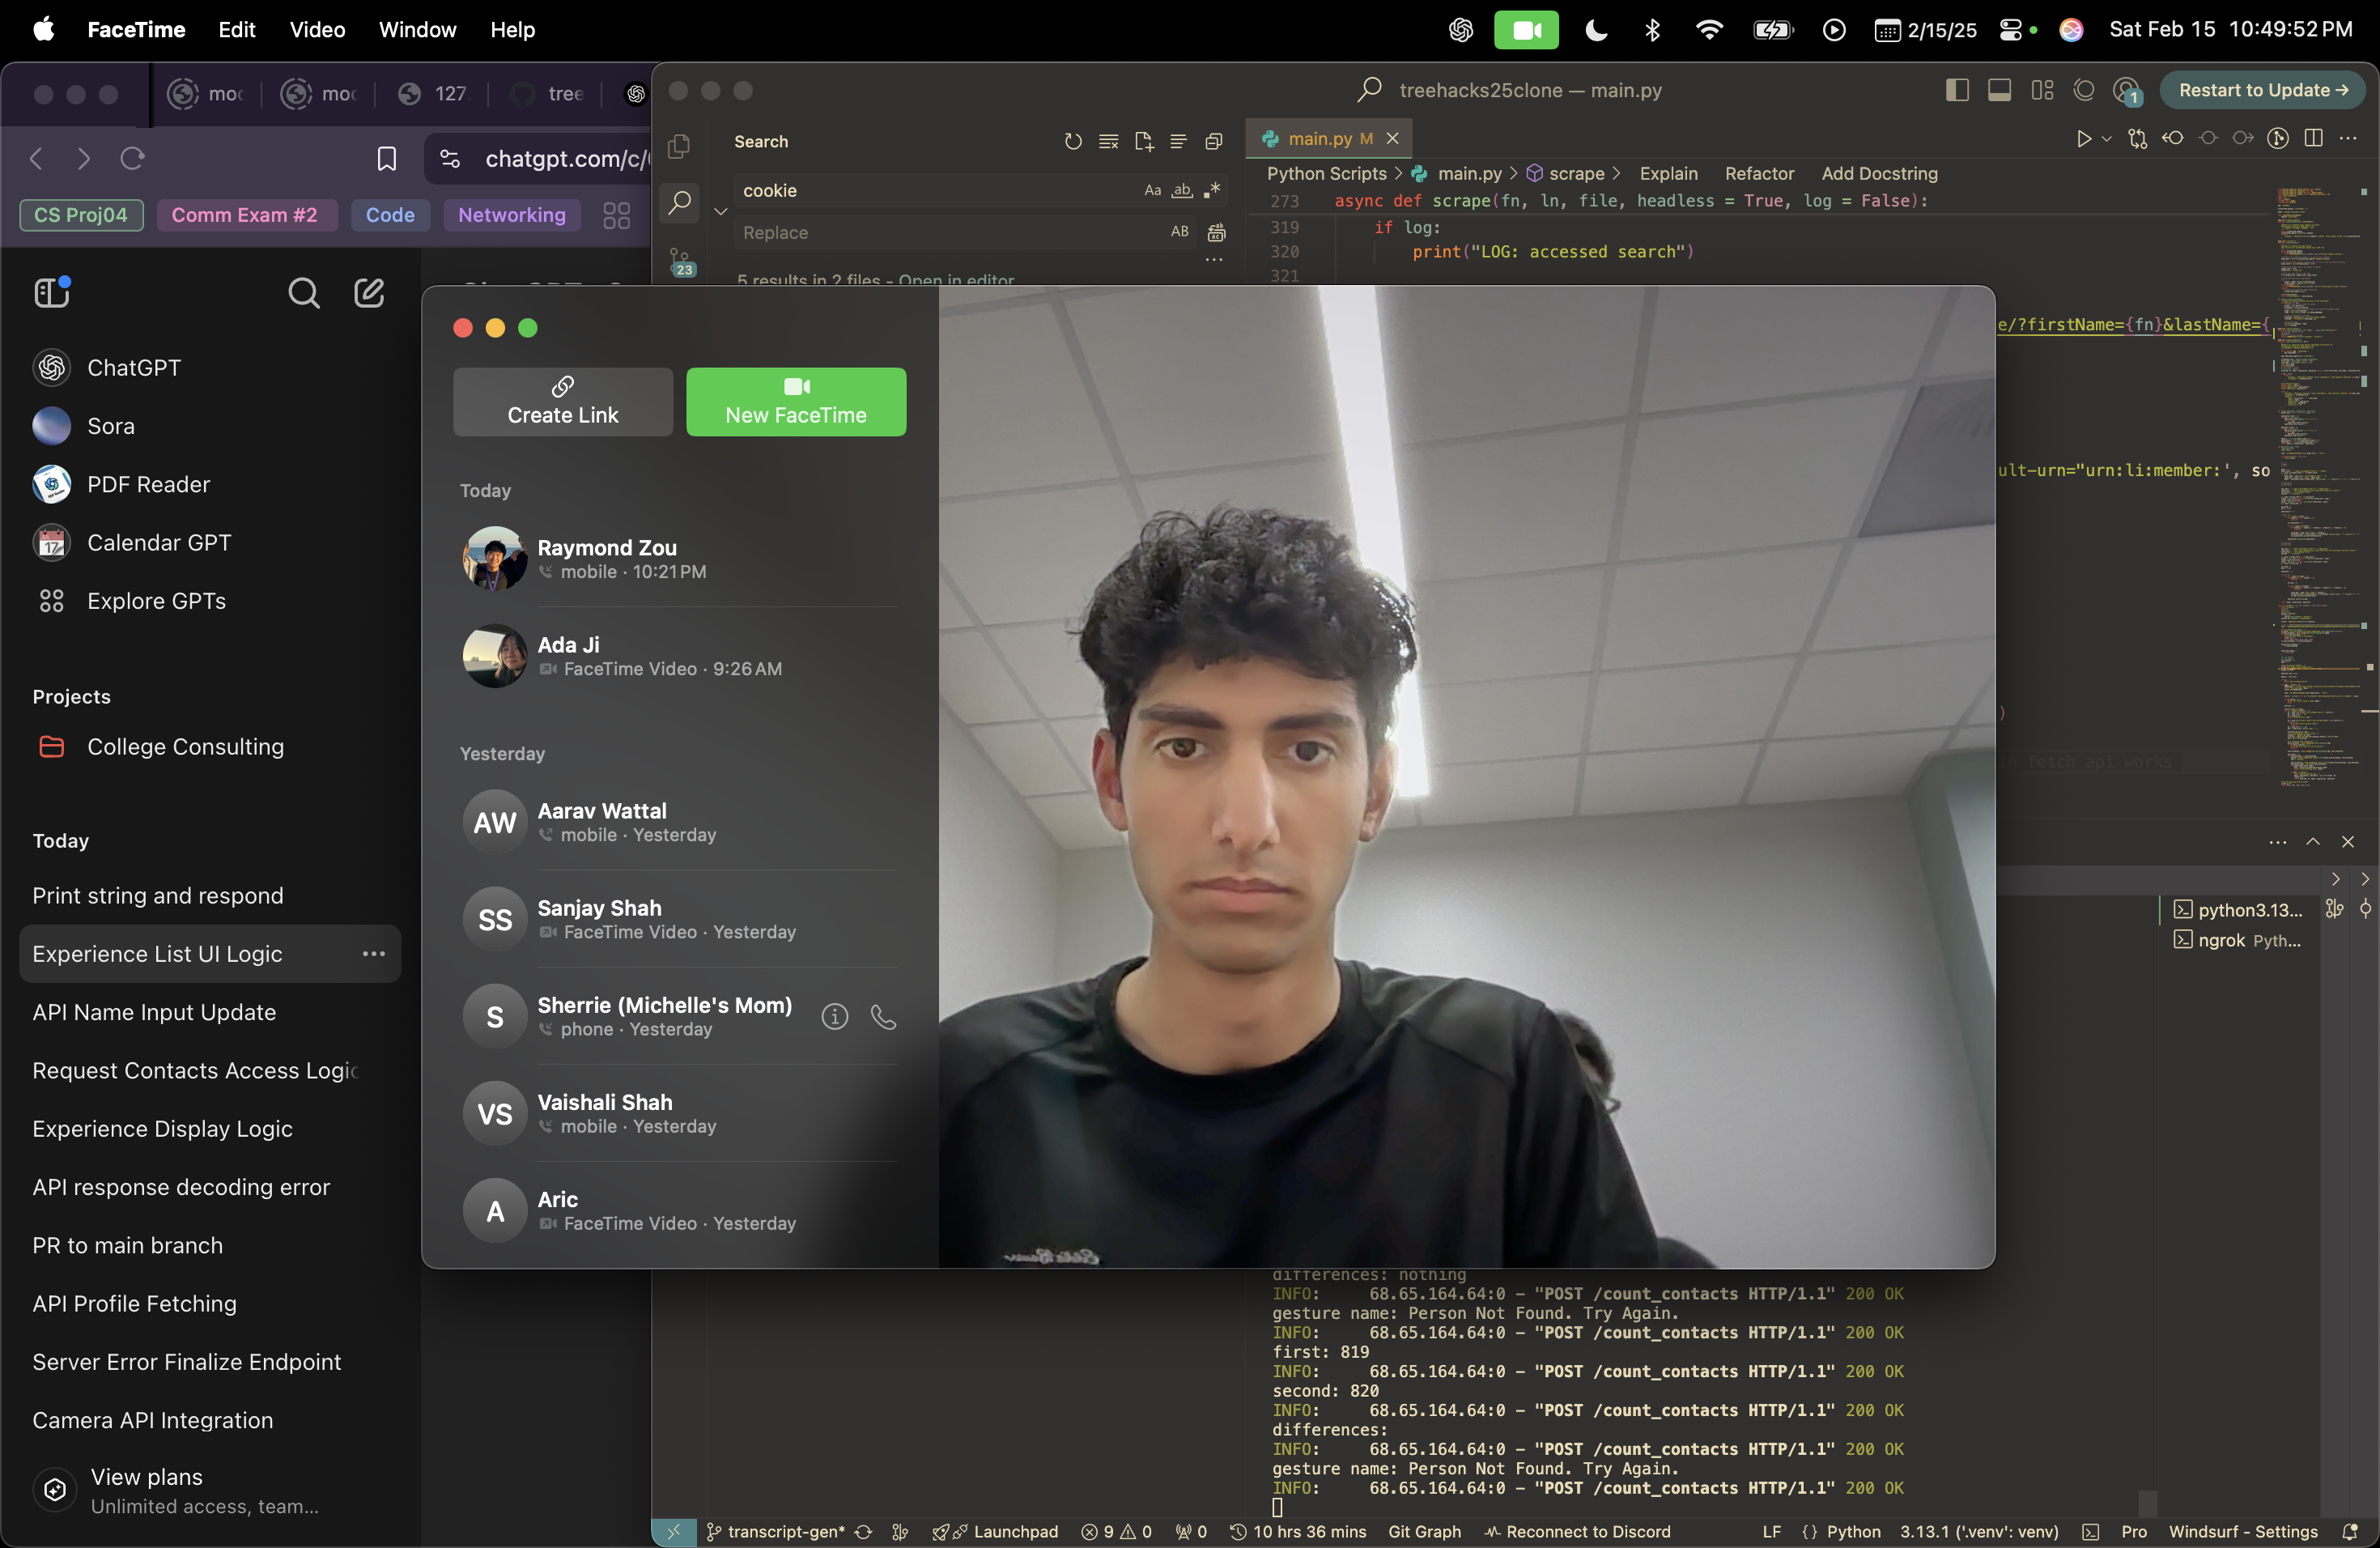 FaceTime Edit Video Window Help
2/15/25 Sat Feb 15 10:49:52 PM
127. tree
chatgpt.com/c/
CS Proj04 Comm Exam #2 Code Networking
ChatGPT
Sora
PDF Reader
17
Calendar GPT
Explore GPTs
Projects
College Consulting
Today
Print string and respond
Experience List UI Logic
API Name Input Update
Request Contacts Access Logic
Experience Display Logic
API response decoding error
PR to main branch
API Profile Fetching
Server Error Finalize Endpoint
Camera API Integration
View plans
Unlimited access, team...
treehacks25clone — main.py
1
Restart to Update →
Search
cookie
Aa ab
Replace
AB
23
5 results in 2 files - Open in editor
main.py M
Python Scripts > main.py > scrape > Explain Refactor Add Docstring
273 async def scrape(fn, ln, file, headless = True, log = False):
319 if log:
320 print("LOG: accessed search")
321
e/?firstName={fn}&lastName={
ult-urn="urn:li:member:', so
)
in fetch api works
Create Link
New FaceTime
Today
Raymond Zou
mobile · 10:21 PM
Ada Ji
FaceTime Video · 9:26 AM
Yesterday
AW
Aarav Wattal
mobile · Yesterday
SS
Sanjay Shah
FaceTime Video · Yesterday
S
Sherrie (Michelle's Mom)
phone · Yesterday
VS
Vaishali Shah
mobile · Yesterday
A
Aric
FaceTime Video · Yesterday
python3.13...
ngrok Pyth...
differences: nothing
INFO: 68.65.164.64:0 - "POST /count_contacts HTTP/1.1" 200 OK
gesture name: Person Not Found. Try Again.
INFO: 68.65.164.64:0 - "POST /count_contacts HTTP/1.1" 200 OK
first: 819
INFO: 68.65.164.64:0 - "POST /count_contacts HTTP/1.1" 200 OK
second: 820
INFO: 68.65.164.64:0 - "POST /count_contacts HTTP/1.1" 200 OK
differences:
INFO: 68.65.164.64:0 - "POST /count_contacts HTTP/1.1" 200 OK
gesture name: Person Not Found. Try Again.
INFO: 68.65.164.64:0 - "POST /count_contacts HTTP/1.1" 200 OK
transcript-gen* Launchpad 9 0 0 10 hrs 36 mins Git Graph Reconnect to Discord
LF {} Python 3.13.1 ('.venv': venv) Pro Windsurf - Settings